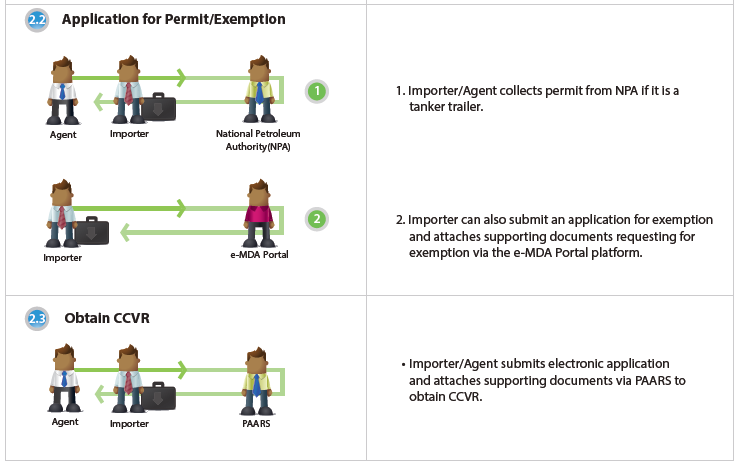 2.2 Application for Permit/Exemption
1
Agent
Importer
National Petroleum
Authority(NPA)
1. Importer/Agent collects permit from NPA if it is a
tanker trailer.
2
Importer
e-MDA Portal
2. Importer can also submit an application for exemption
and attaches supporting documents requesting for
exemption via the e-MDA Portal platform.
2.3 Obtain CCVR
Agent
Importer
PAARS
• Importer/Agent submits electronic application
and attaches supporting documents via PAARS to
obtain CCVR.